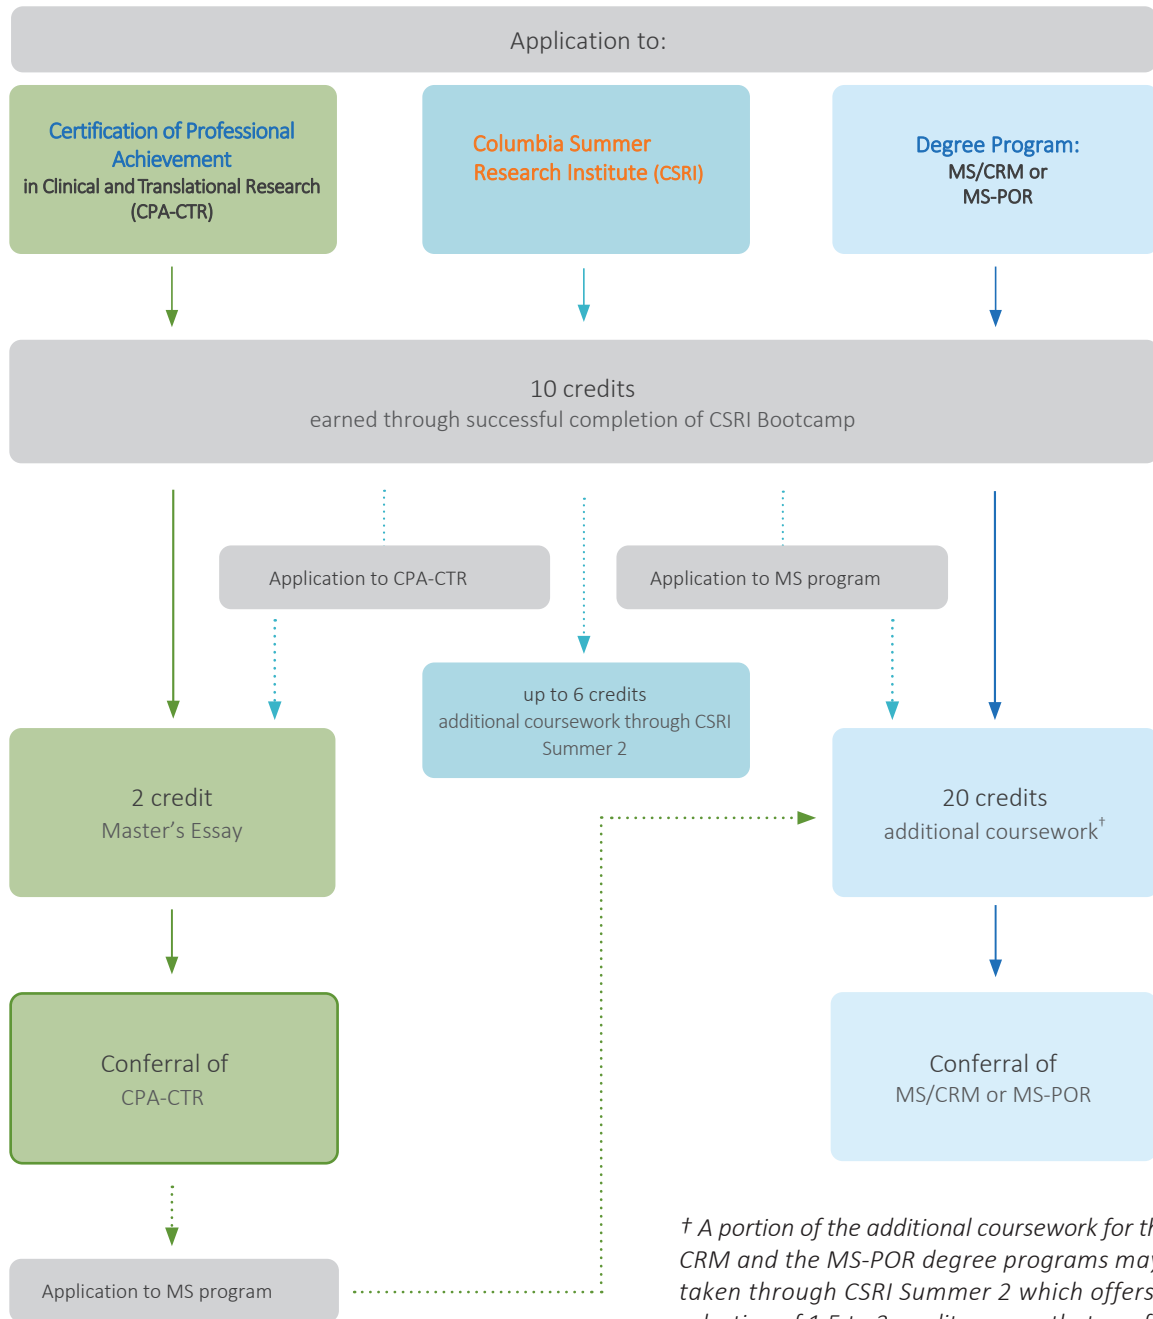 Application to:
Certification of Professional
Achievement
in Clinical and Translational Research
(CPA-CTR)
Columbia Summer
Research Institute (CSRI)
Degree Program:
MS/CRM or
MS-POR
10 credits
earned through successful completion of CSRI Bootcamp
Application to CPA-CTR
Application to MS program
up to 6 credits
additional coursework through CSRI
Summer 2
2 credit
Master's Essay
20 credits
additional coursework†
Conferral of
CPA-CTR
Conferral of
MS/CRM or MS-POR
Application to MS program
† A portion of the additional coursework for th
CRM and the MS-POR degree programs may
taken through CSRI Summer 2 which offers